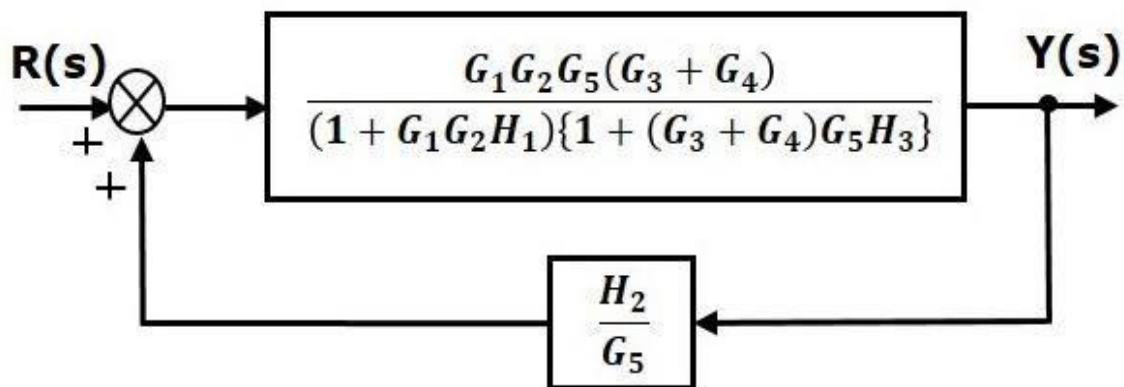 R(s)
+
+
G₁G₂G₅(G₃ + G₄)
(1 + G₁G₂H₁){1 + (G₃ + G₄)G₅H₃}
Y(s)
H₂
G₅